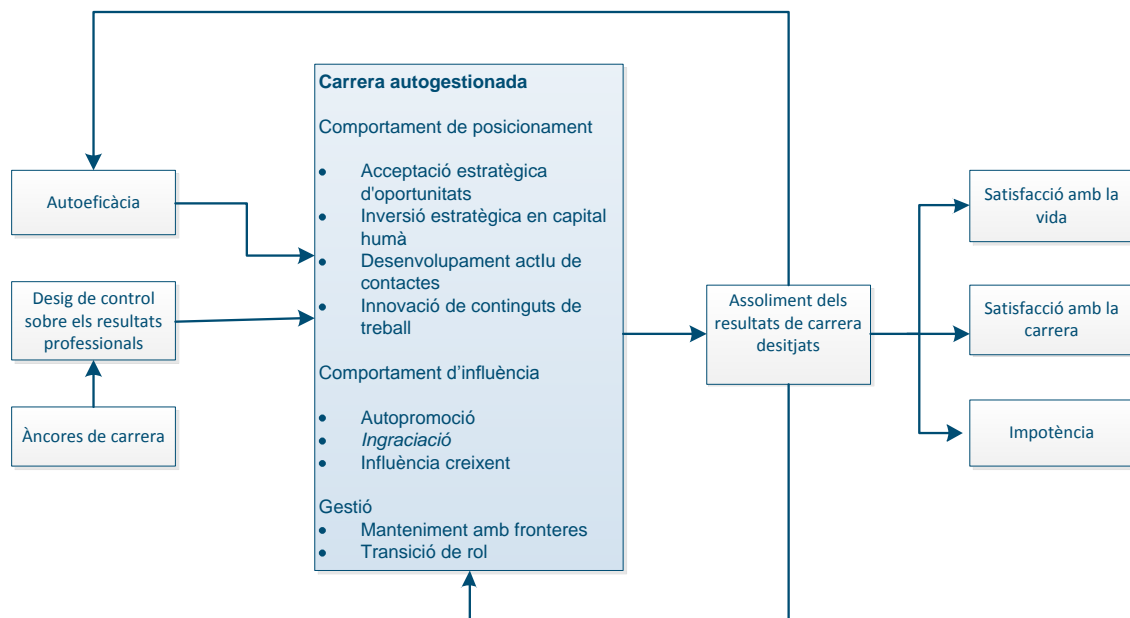 Autoeficàcia
Desig de control
sobre els resultats
professionals
Àncores de carrera
Carrera autogestionada
Comportament de posicionament
• Acceptació estratègica
d'oportunitats
• Inversió estratègica en capital
humà
• Desenvolupament actIu de
contactes
• Innovació de continguts de
treball
Comportament d’influència
• Autopromoció
• Ingraciació
• Influència creixent
Gestió
• Manteniment amb fronteres
• Transició de rol
Assoliment dels
resultats de carrera
desitjats
Satisfacció amb la
vida
Satisfacció amb la
carrera
Impotència